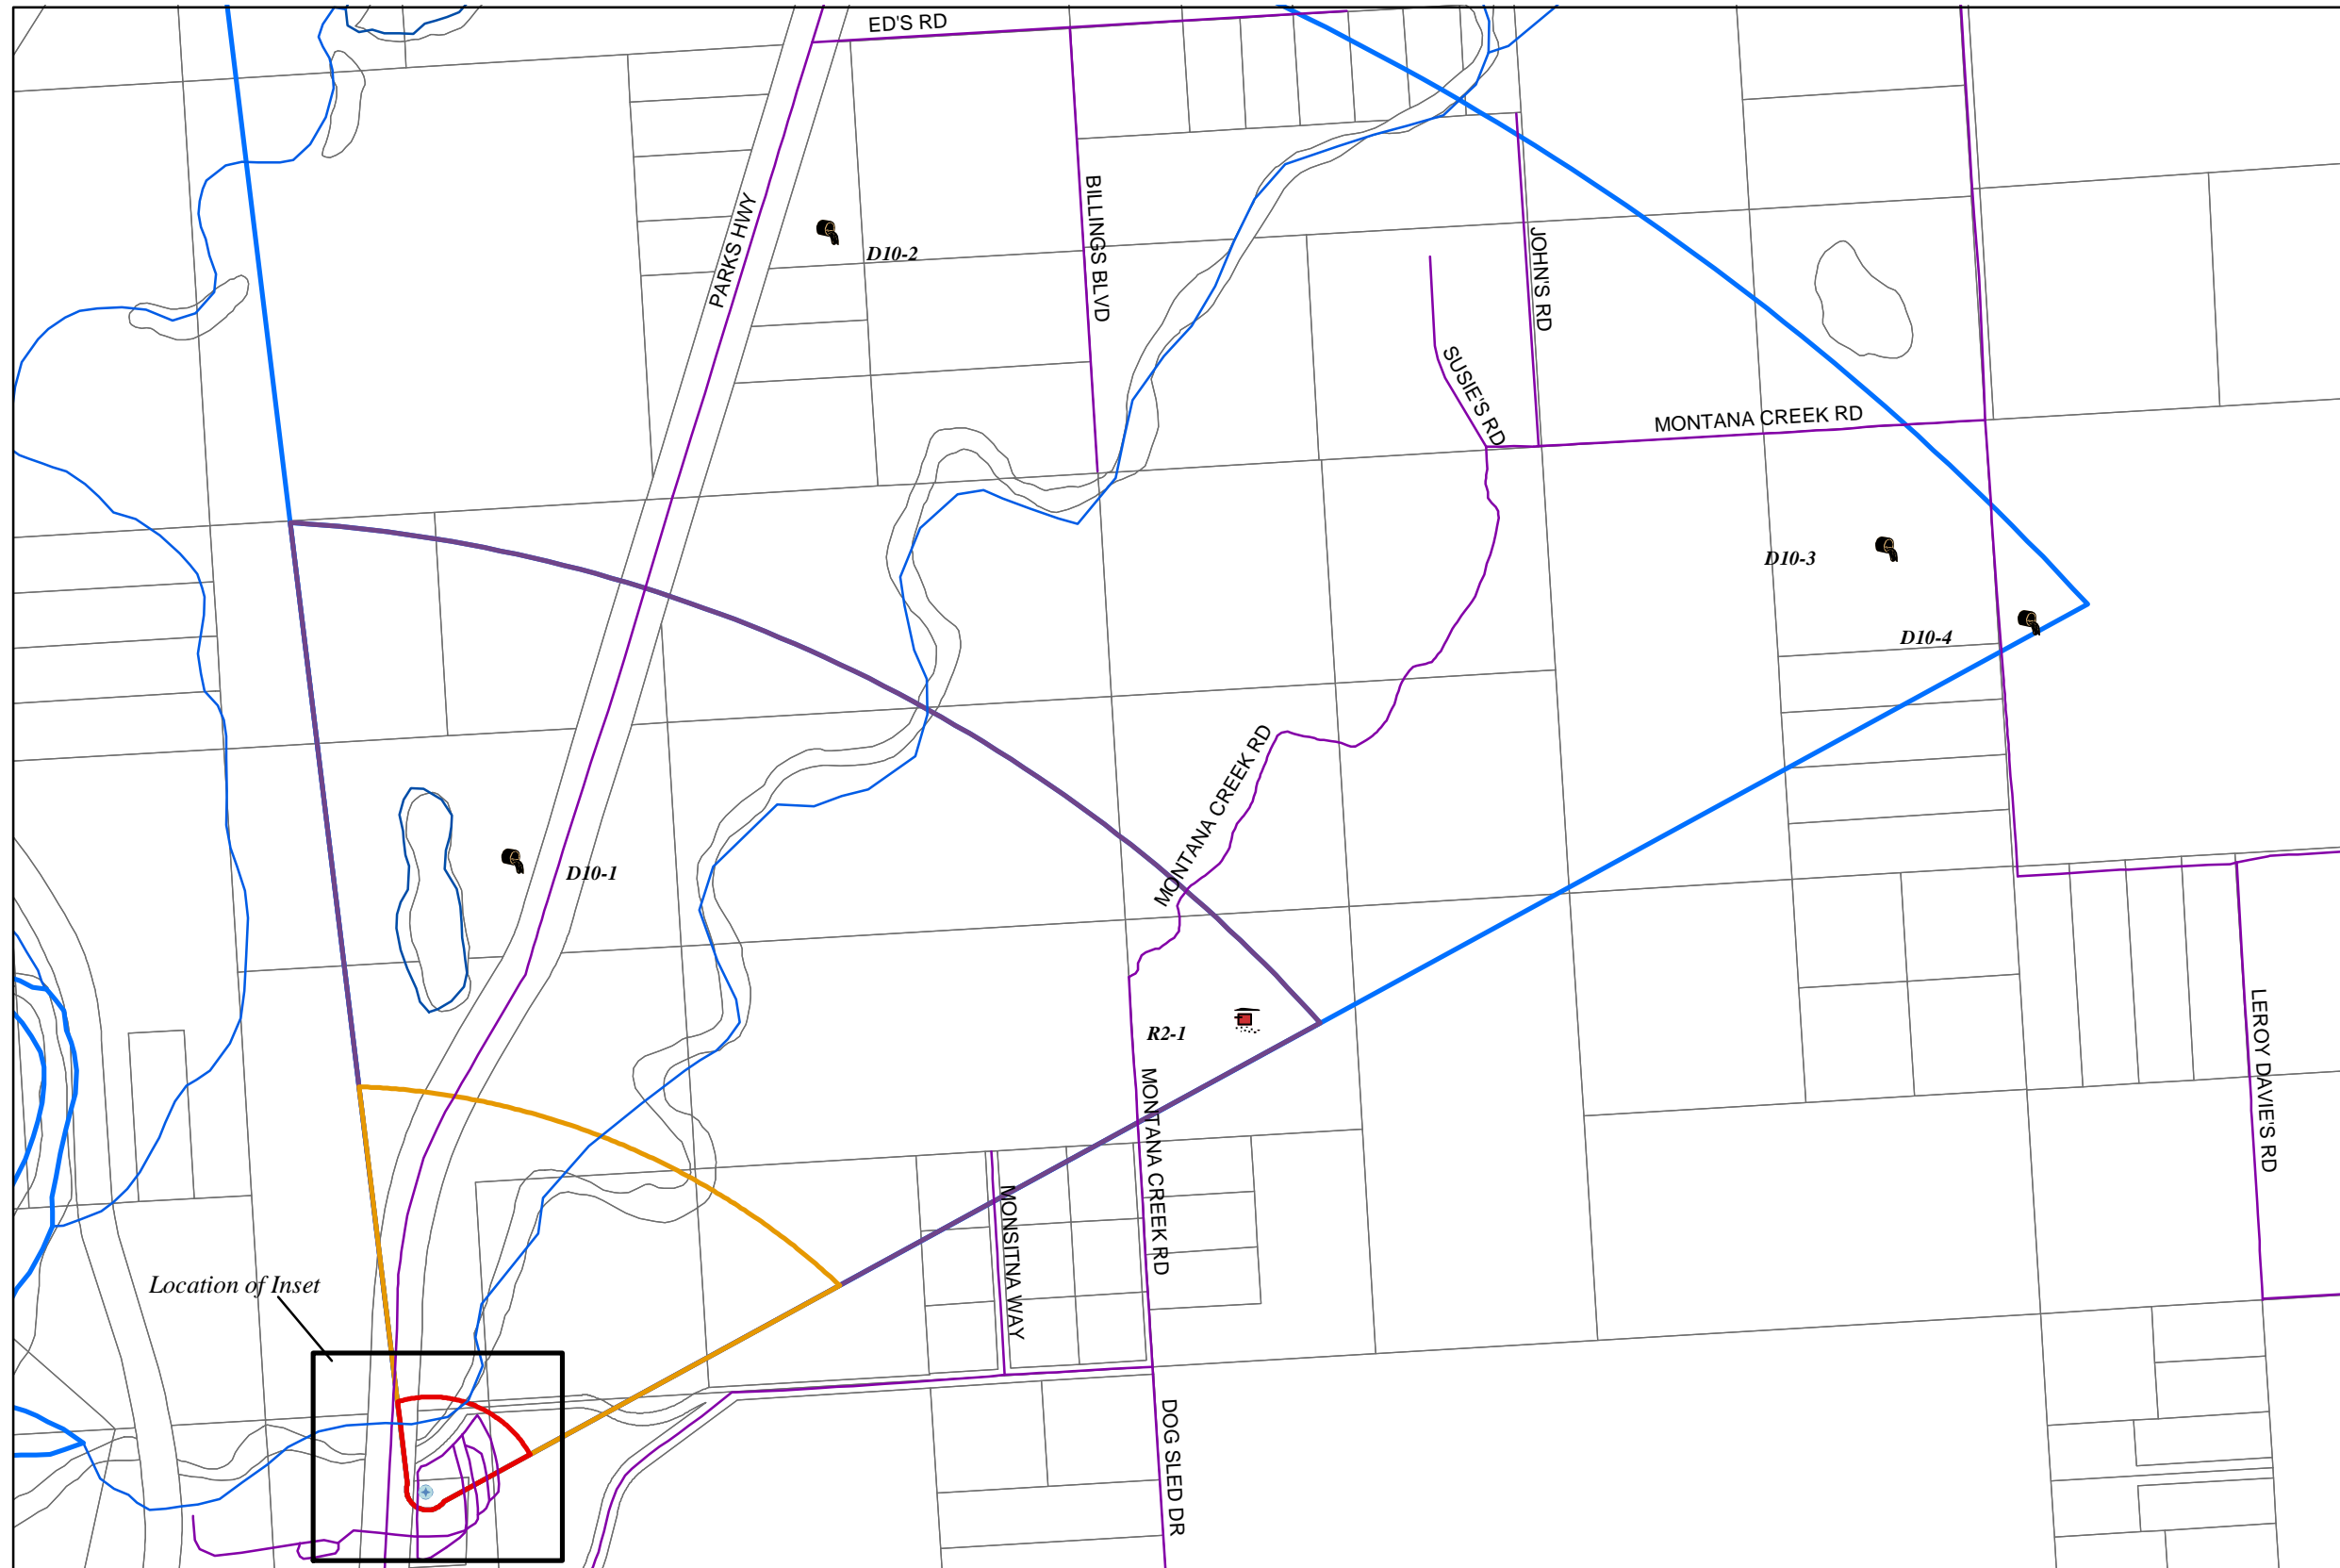 ED'S RD
PARKS HWY
D10-2
BILLINGS BLVD
JOHN'S RD
SUSIE'S RD
MONTANA CREEK RD
D10-3
D10-4
MONTANA CREEK RD
D10-1
R2-1
LEROY DAVIE'S RD
MONTANA CREEK RD
MONSITNA WAY
Location of Inset
DOG SLED DR